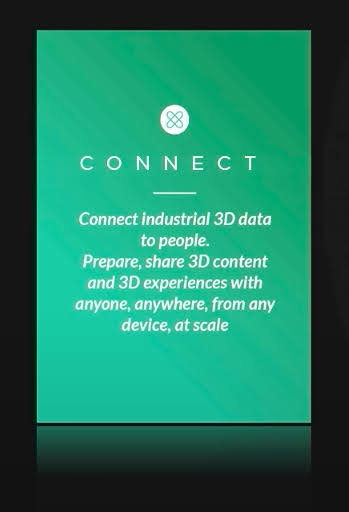 CONNECT
Connect industrial 3D data
to people.
Prepare, share 3D content
and 3D experiences with
anyone, anywhere, from any
device, at scale